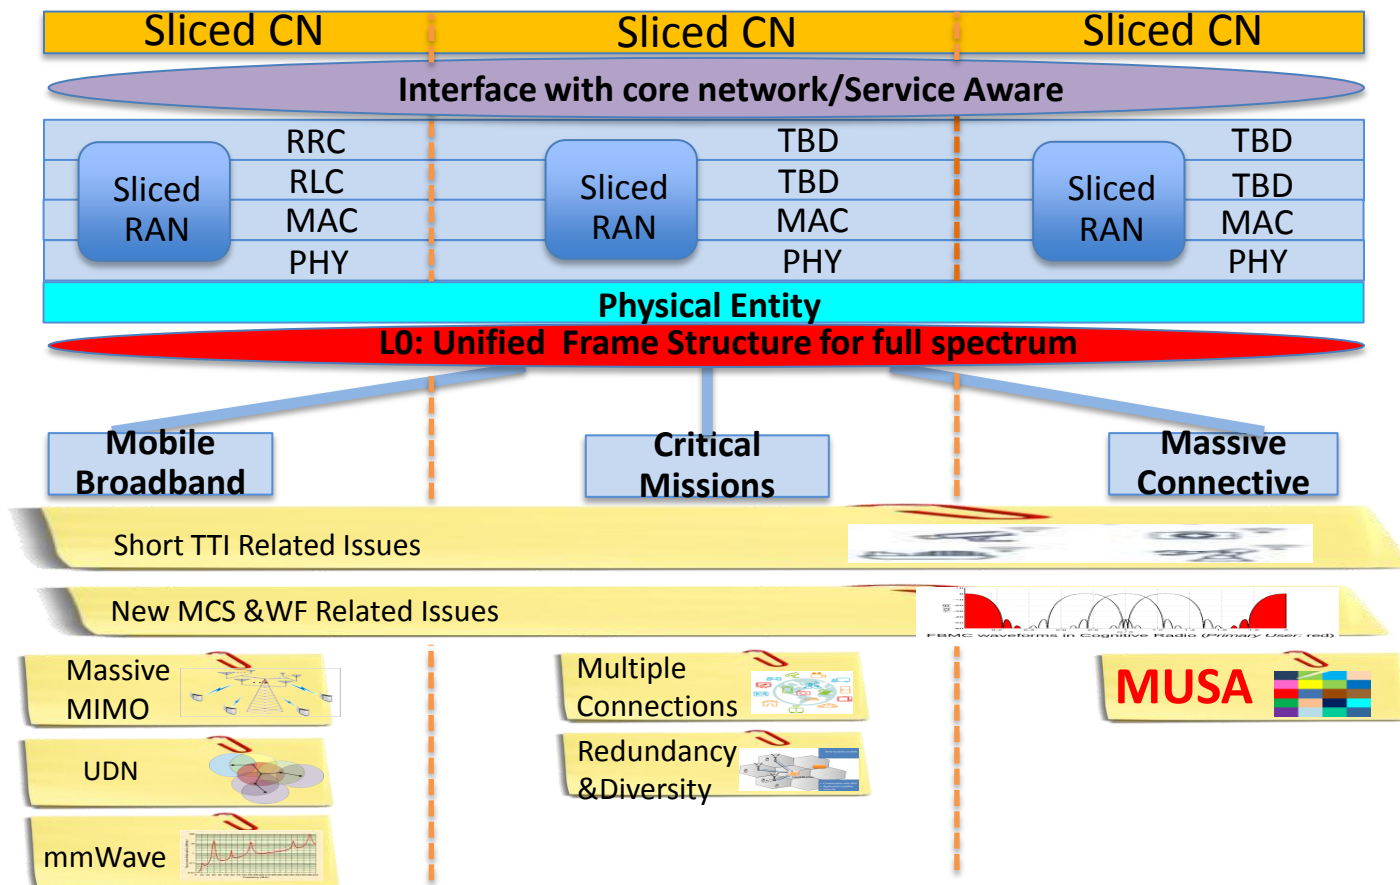 Sliced CN
Sliced CN
Sliced CN
Interface with core network/Service Aware
Sliced
RAN
RRC
RLC
MAC
PHY
Sliced
RAN
TBD
TBD
MAC
PHY
Sliced
RAN
TBD
TBD
MAC
PHY
Physical Entity
L0: Unified Frame Structure for full spectrum
Mobile
Broadband
Critical
Missions
Massive
Connective
Short TTI Related Issues
New MCS &WF Related Issues
FBMC waveforms in Cognitive Radio (Primary User: red)
Massive
MIMO
UDN
mmWave
Multiple
Connections
Redundancy
&Diversity
MUSA